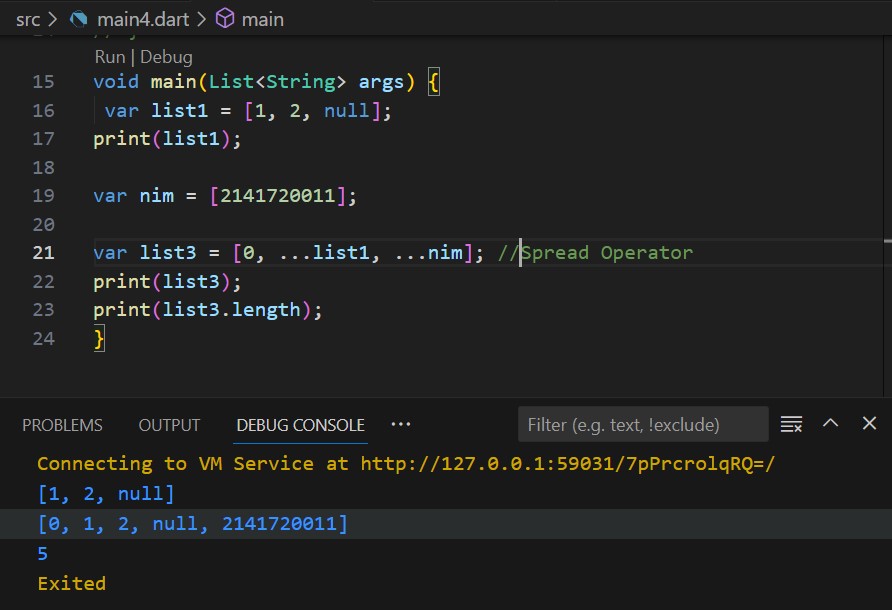 src > main4.dart > main
Run | Debug
15 void main(List<String> args) {
16 var list1 = [1, 2, null];
17 print(list1);
18
19 var nim = [2141720011];
20
21 var list3 = [0, ...list1, ...nim]; //Spread Operator
22 print(list3);
23 print(list3.length);
24 }
PROBLEMS OUTPUT DEBUG CONSOLE ··· Filter (e.g. text, !exclude)
Connecting to VM Service at http://127.0.0.1:59031/7pPrcrolqRQ=/
[1, 2, null]
[0, 1, 2, null, 2141720011]
5
Exited